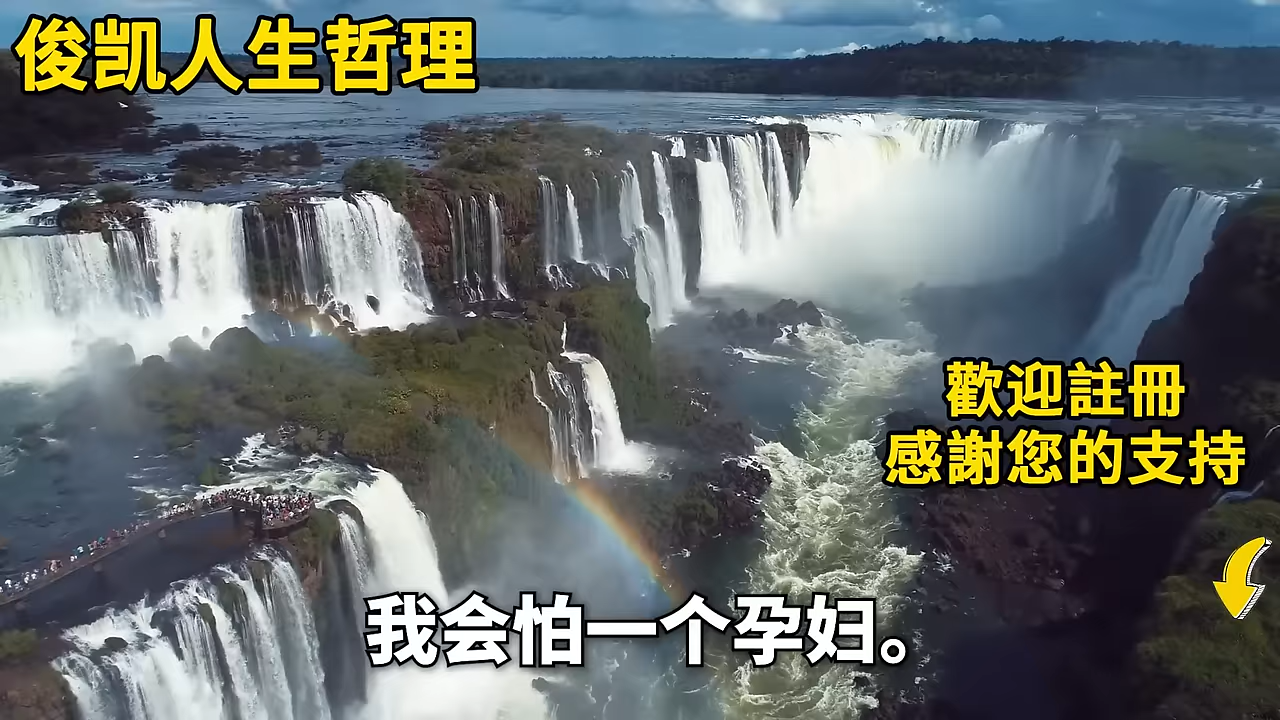 俊凯人生哲理
歡迎註冊
感謝您的支持
我会怕一个孕妇。